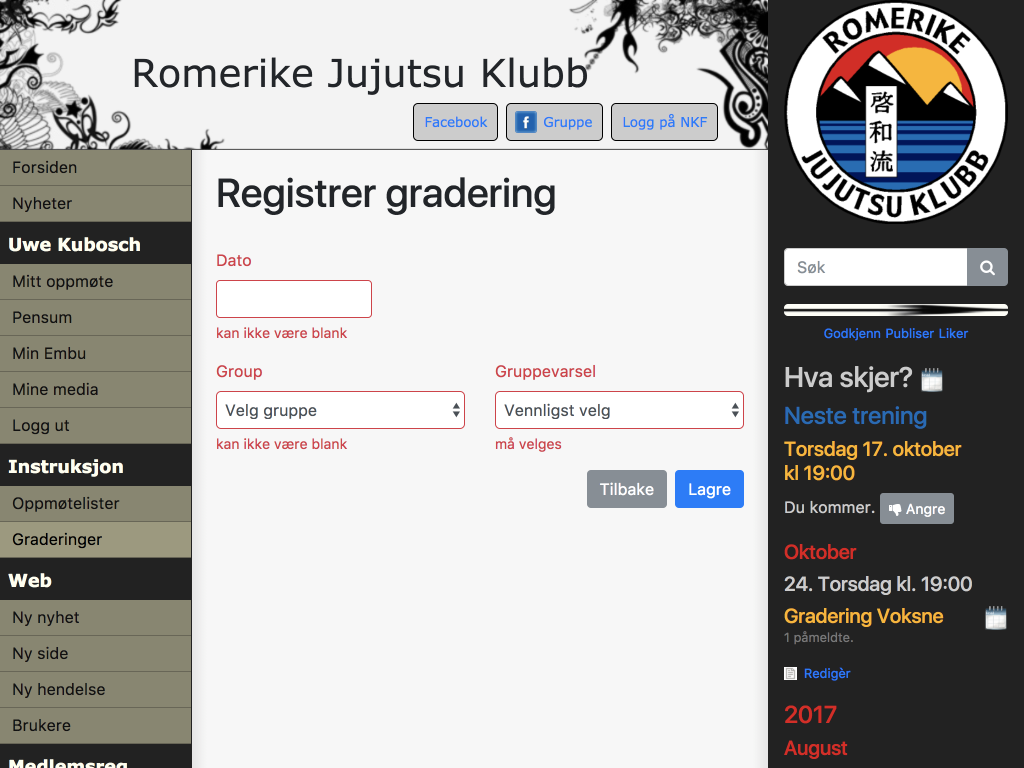 Romerike Jujutsu Klubb
Facebook
Gruppe
Logg på NKF
Forsiden
Nyheter
Uwe Kubosch
Mitt oppmøte
Pensum
Min Embu
Mine media
Logg ut
Instruksjon
Oppmøtelister
Graderinger
Web
Ny nyhet
Ny side
Ny hendelse
Brukere
Medlemsreg
Registrer gradering
Dato
kan ikke være blank
Group
Gruppevarsel
Velg gruppe
Vennligst velg
kan ikke være blank
må velges
Tilbake
Lagre
ROMERIKE
啓和流
JUJUTSU KLUBB
Søk
Godkjenn Publiser Liker
Hva skjer?
Neste trening
Torsdag 17. oktober
kl 19:00
Du kommer.
Angre
Oktober
24. Torsdag kl. 19:00
Gradering Voksne
1 påmeldte.
Redigèr
2017
August